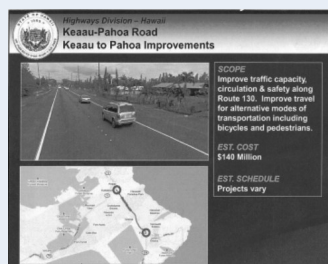 Highways Division – Hawaii
Keaau-Pahoa Road
Keaau to Pahoa Improvements
SCOPE
Improve traffic capacity,
circulation & safety along
Route 130. Improve travel
for alternative modes of
transportation including
bicycles and pedestrians.
EST. COST
$140 Million
EST. SCHEDULE
Projects vary